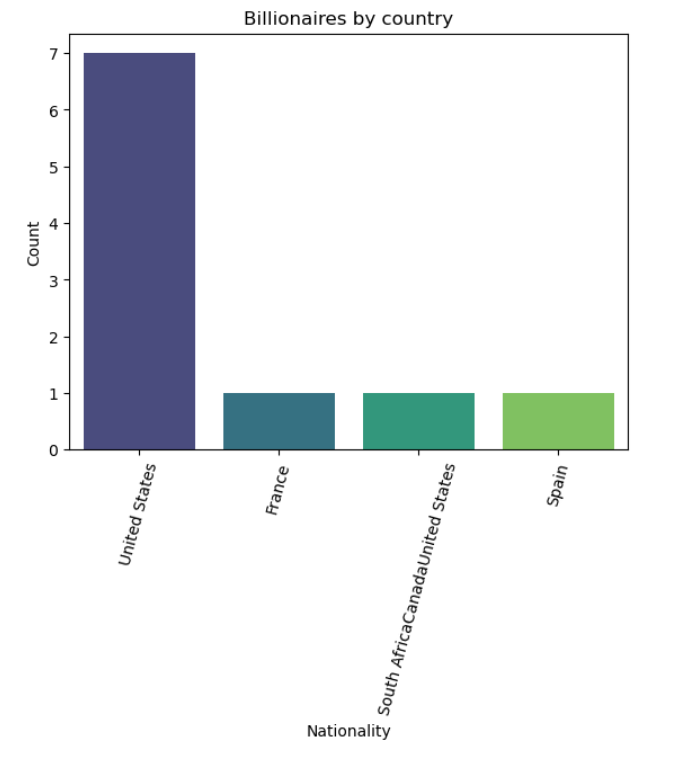 Billionaires by country
7
6
5
4
3
2
1
0
Count
United States
France
South AfricaCanadaUnited States
Spain
Nationality